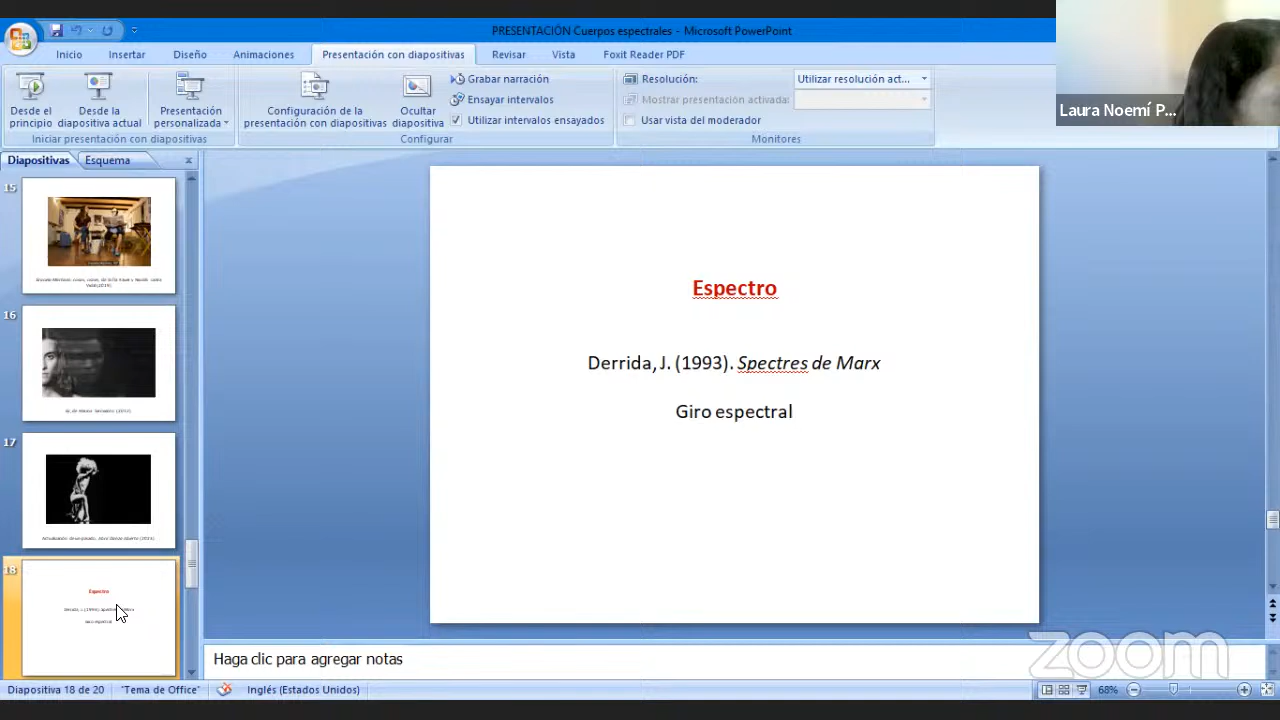 PRESENTACIÓN Cuerpos espectrales - Microsoft PowerPoint
Inicio
Insertar
Diseño
Animaciones
Presentación con diapositivas
Revisar
Vista
Foxit Reader PDF
Desde el principio
Desde la diapositiva actual
Presentación personalizada
Iniciar presentación con diapositivas
Configuración de la presentación con diapositivas
Ocultar diapositiva
Grabar narración
Ensayar intervalos
Utilizar intervalos ensayados
Configurar
Resolución:
Utilizar resolución act...
Mostrar presentación activada:
Usar vista del moderador
Monitores
Laura Noemí P...
Diapositivas
Esquema
15
16
17
18
Espectro
Espectro
Derrida, J. (1993). Spectres de Marx
Giro espectral
Haga clic para agregar notas
zoom
Diapositiva 18 de 20
"Tema de Office"
Inglés (Estados Unidos)
68%